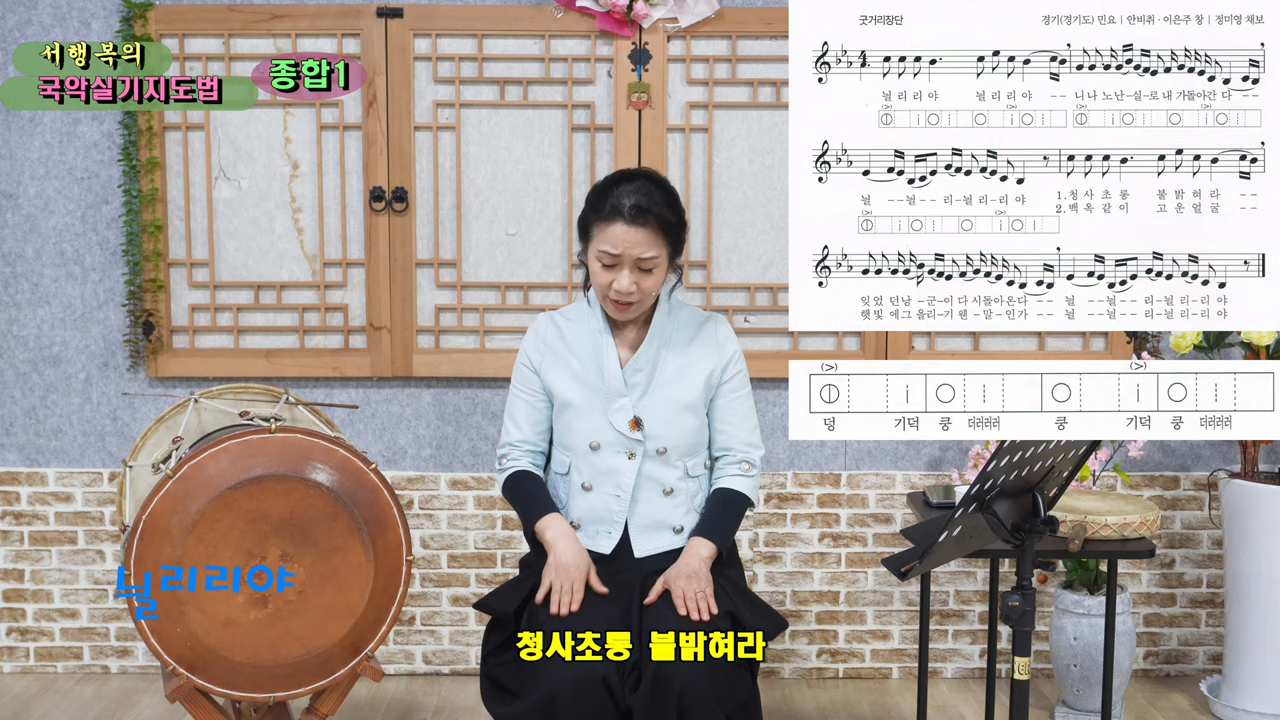 서행복의
국악실기지도법
종합1
굿거리장단
경기(경기도) 민요 | 안비취·이은주 창 | 정미영 채보
닐리리야 닐리리야 -- 니나 노난-실-로 내 가돌아간 다 --
닐 --닐-- 리-닐리-리 야
1.청사초롱 불밝혀라 --
2.백옥같이 고운얼굴 --
잊었 던낭 -군-이 다 시돌아온다 -- 닐 --닐-- 리-닐리-리 야
햇빛 에그 을리-기 웬 -말-인가 -- 닐 --닐-- 리-닐리-리 야
(>) (>)
덩 기덕 쿵 더러러러 쿵 기덕 쿵 더러러러
닐리리야
청사초롱 불밝혀라